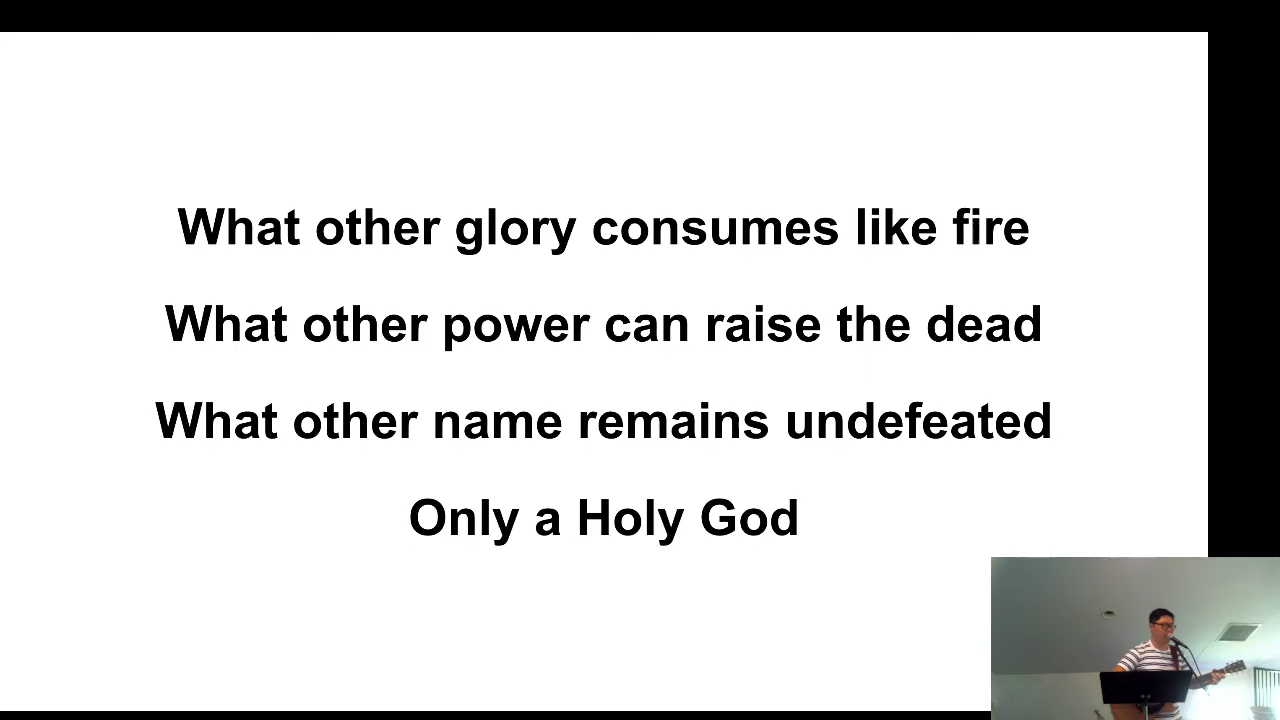 What other glory consumes like fire
What other power can raise the dead
What other name remains undefeated
Only a Holy God